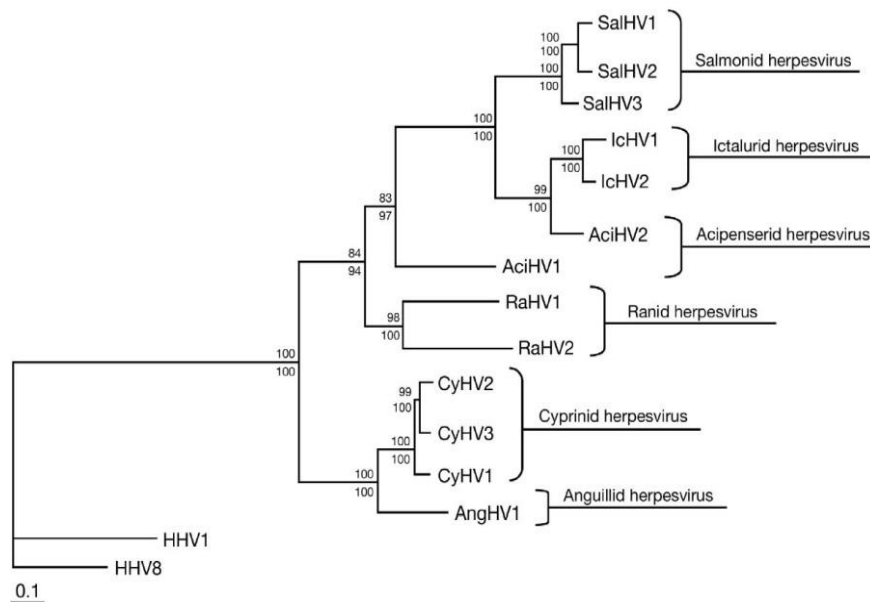 SalHV1
100
100
Salmonid herpesvirus
100
SalHV2
100
SalHV3
100
100
IcHV1
100
Ictalurid herpesvirus
100
IcHV2
99
100
83
AciHV2
Acipenserid herpesvirus
97
84
AciHV1
94
RaHV1
98
Ranid herpesvirus
100
RaHV2
100
100
CyHV2
99
100
Cyprinid herpesvirus
CyHV3
100
100
CyHV1
100
100
Anguillid herpesvirus
AngHV1
HHV1
HHV8
0.1